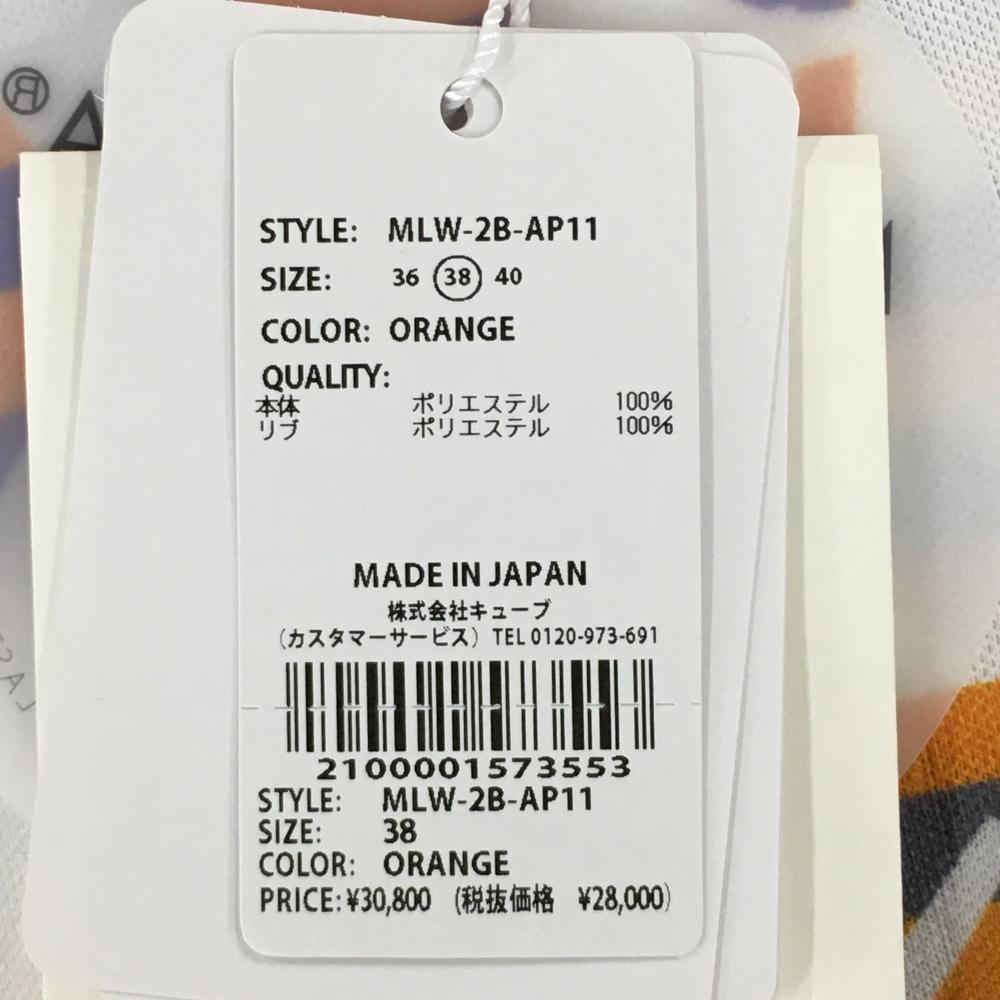 STYLE: MLW-2B-AP11
SIZE: 36 38 40
COLOR: ORANGE
QUALITY:
本体 ポリエステル 100%
リブ ポリエステル 100%
MADE IN JAPAN
株式会社キューブ
(カスタマーサービス) TEL 0120-973-691
2100001573553
STYLE: MLW-2B-AP11
SIZE: 38
COLOR: ORANGE
PRICE:¥30,800 (税抜価格 ¥28,000)
®